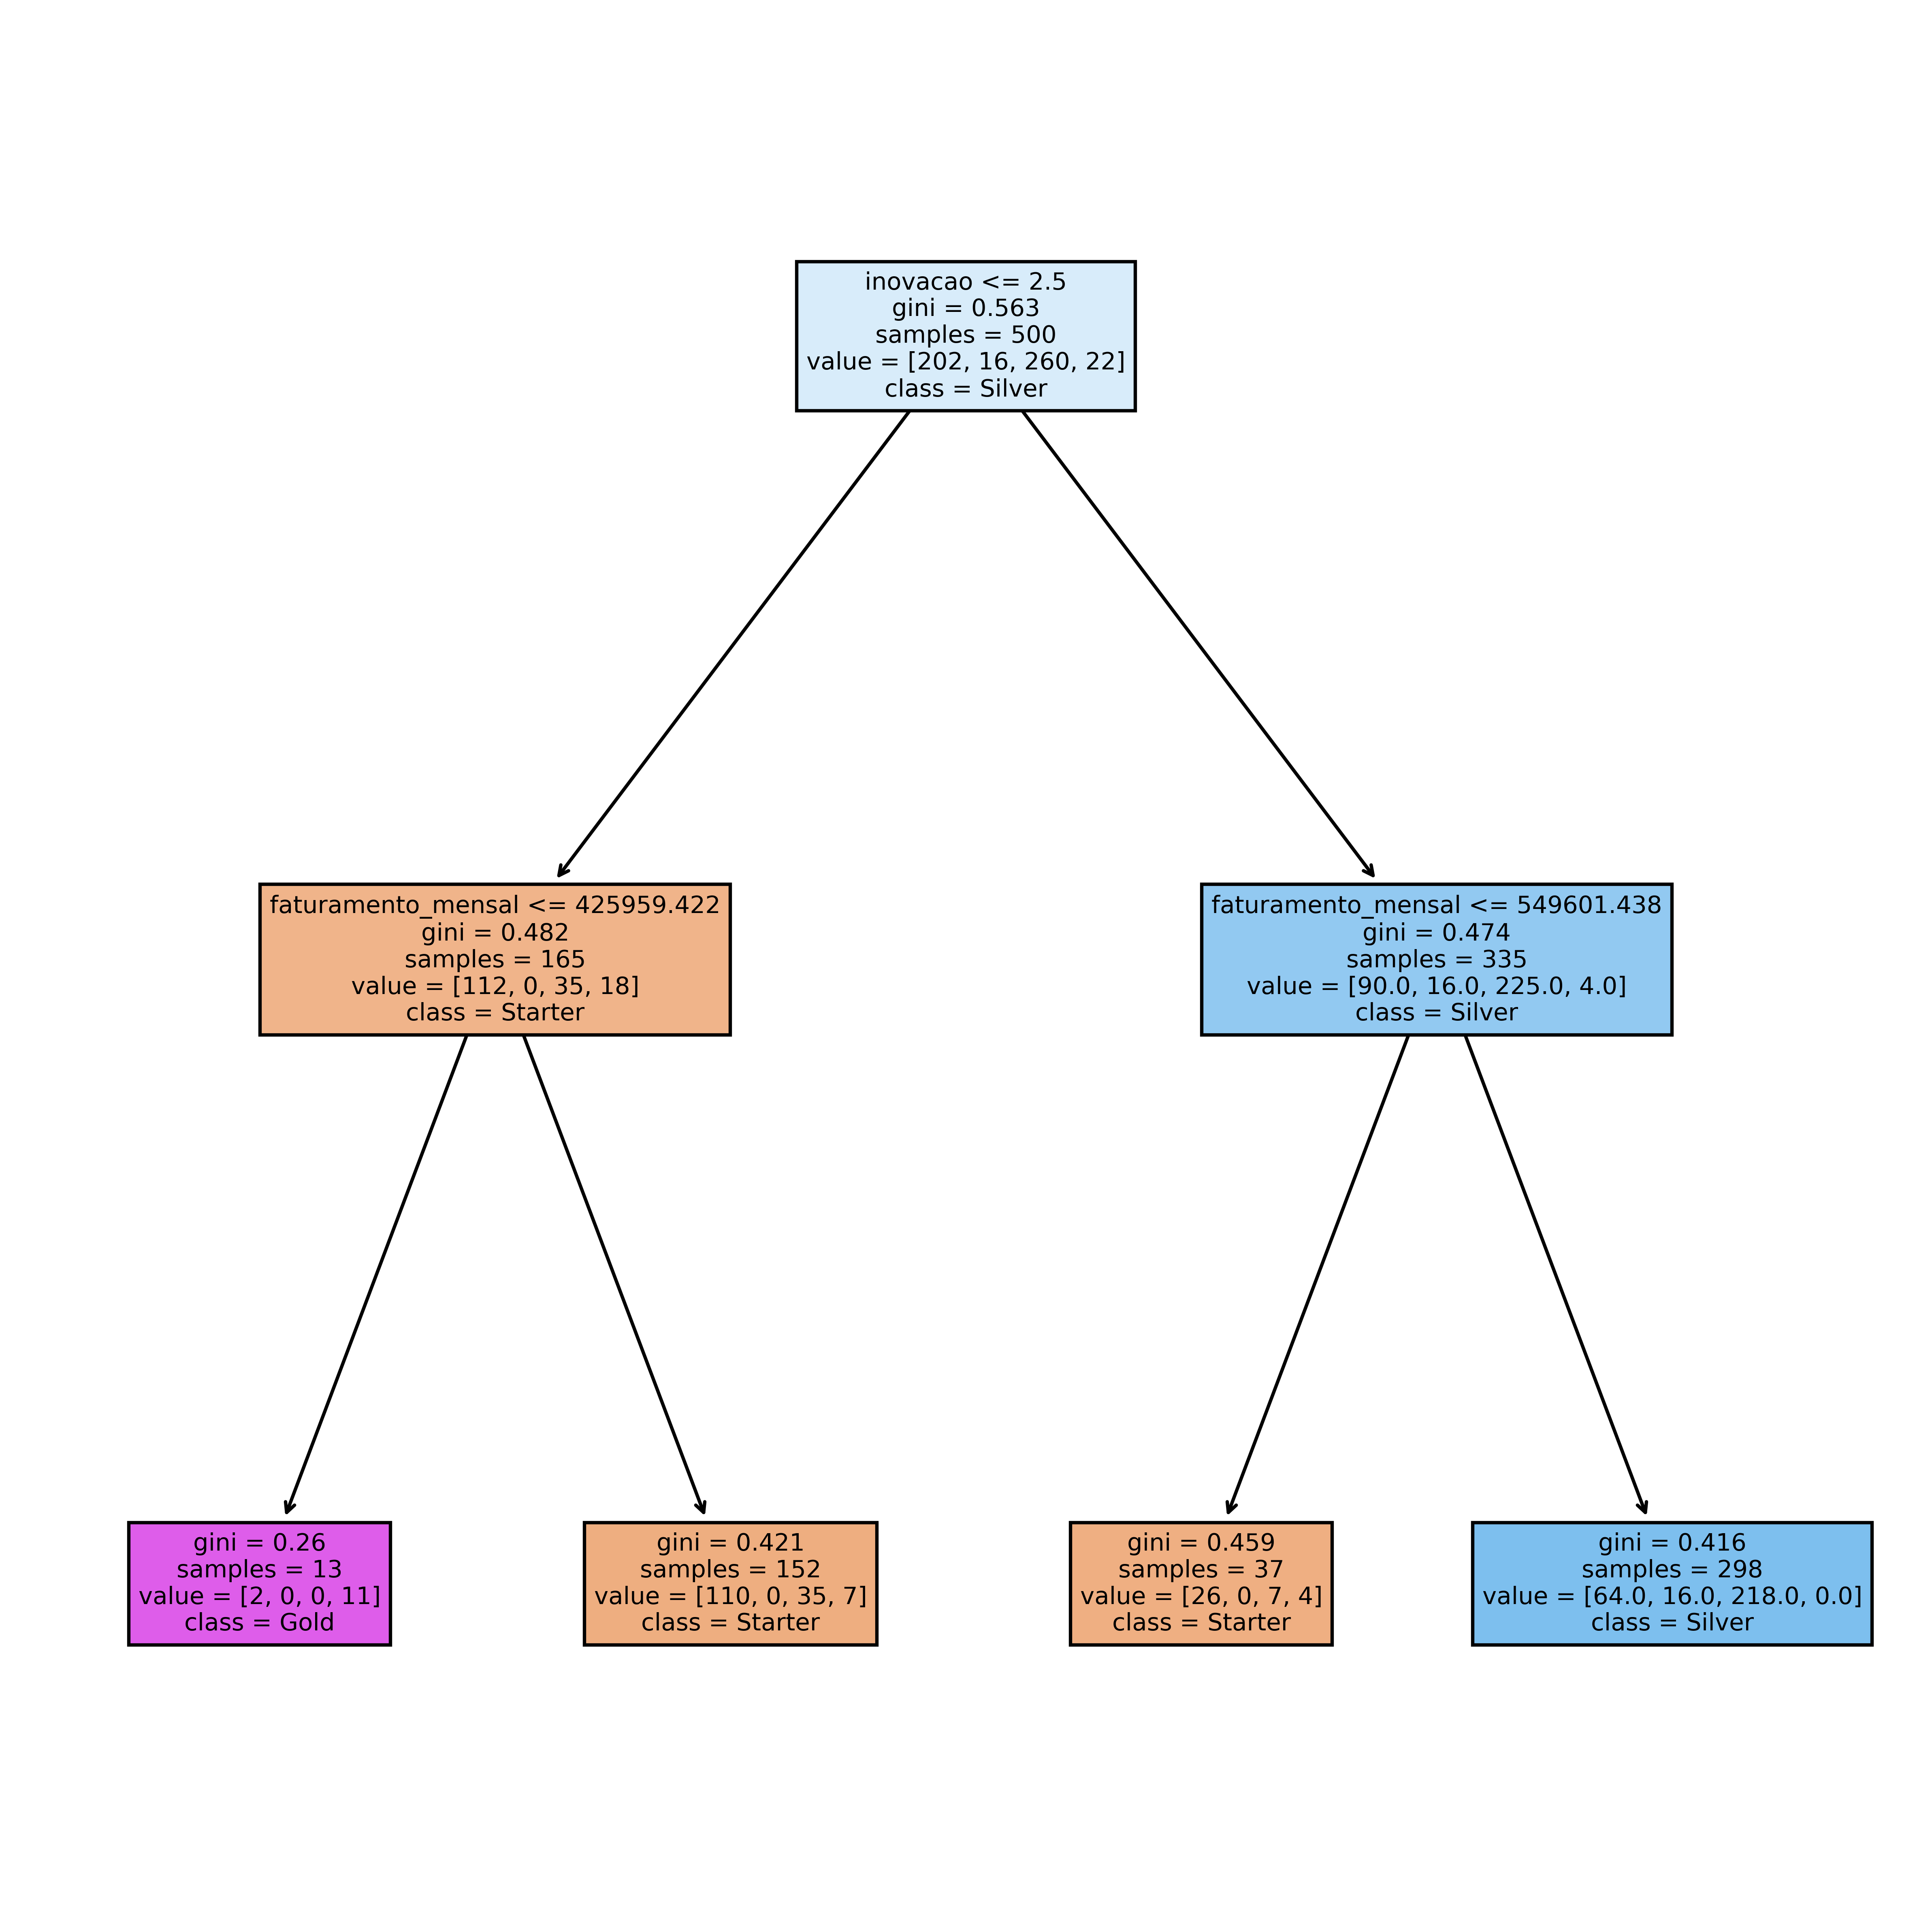 inovacao <= 2.5
gini = 0.563
samples = 500
value = [202, 16, 260, 22]
class = Silver
faturamento_mensal <= 425959.422
gini = 0.482
samples = 165
value = [112, 0, 35, 18]
class = Starter
faturamento_mensal <= 549601.438
gini = 0.474
samples = 335
value = [90.0, 16.0, 225.0, 4.0]
class = Silver
gini = 0.26
samples = 13
value = [2, 0, 0, 11]
class = Gold
gini = 0.421
samples = 152
value = [110, 0, 35, 7]
class = Starter
gini = 0.459
samples = 37
value = [26, 0, 7, 4]
class = Starter
gini = 0.416
samples = 298
value = [64.0, 16.0, 218.0, 0.0]
class = Silver